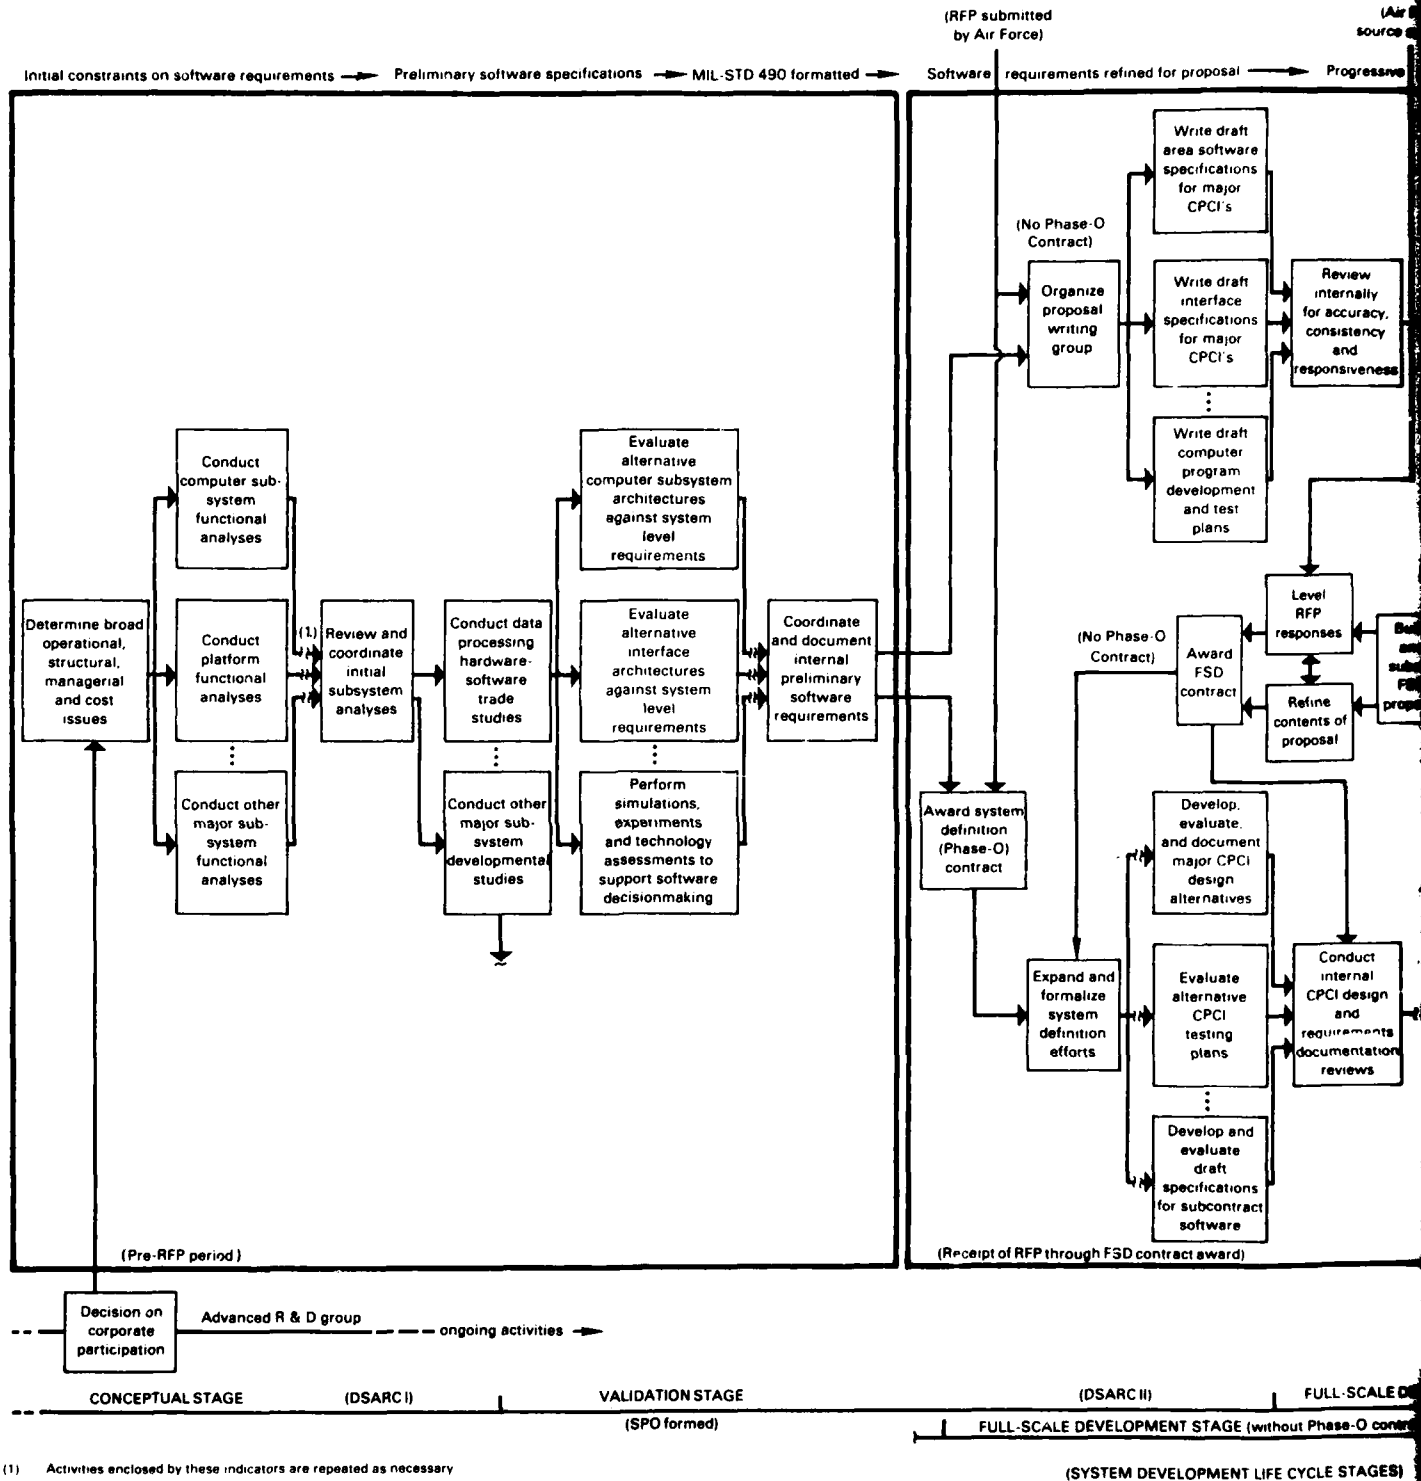 (RFP submitted
by Air Force)
(Air
source
Initial constraints on software requirements
Preliminary software specifications
MIL-STD 490 formatted
Software requirements refined for proposal
Progressive
Write draft
area software
specifications
for major
CPCI's
(No Phase-O
Contract)
Organize
proposal
writing
group
Write draft
interface
specifications
for major
CPCI's
Review
internally
for accuracy,
consistency
and
responsiveness
Write draft
computer
program
development
and test
plans
Conduct
computer sub-
system
functional
analyses
Evaluate
alternative
computer subsystem
architectures
against system
level
requirements
Determine broad
operational,
structural,
managerial
and cost
issues
Conduct
platform
functional
analyses
(1)
Review and
coordinate
initial
subsystem
analyses
Conduct data
processing
hardware-
software
trade
studies
Evaluate
alternative
interface
architectures
against system
level
requirements
Coordinate
and document
internal
preliminary
software
requirements
Conduct other
major sub-
system
functional
analyses
Conduct other
major sub-
system
developmental
studies
Perform
simulations,
experiments
and technology
assessments to
support software
decisionmaking
Level
RFP
responses
(No Phase-O
Contract)
Award
FSD
contract
Refine
contents of
proposal
Award system
definition
(Phase-O)
contract
Develop,
evaluate,
and document
major CPCI
design
alternatives
Expand and
formalize
system
definition
efforts
Evaluate
alternative
CPCI
testing
plans
Conduct
internal
CPCI design
and
requirements
documentation
reviews
Develop and
evaluate
draft
specifications
for subcontract
software
(Pre-RFP period)
(Receipt of RFP through FSD contract award)
Decision on
corporate
participation
Advanced R & D group
ongoing activities
CONCEPTUAL STAGE
(DSARC I)
VALIDATION STAGE
(DSARC II)
FULL-SCALE
(SPO formed)
FULL-SCALE DEVELOPMENT STAGE (without Phase-O
(1) Activities enclosed by these indicators are repeated as necessary
(SYSTEM DEVELOPMENT LIFE CYCLE STAGES)